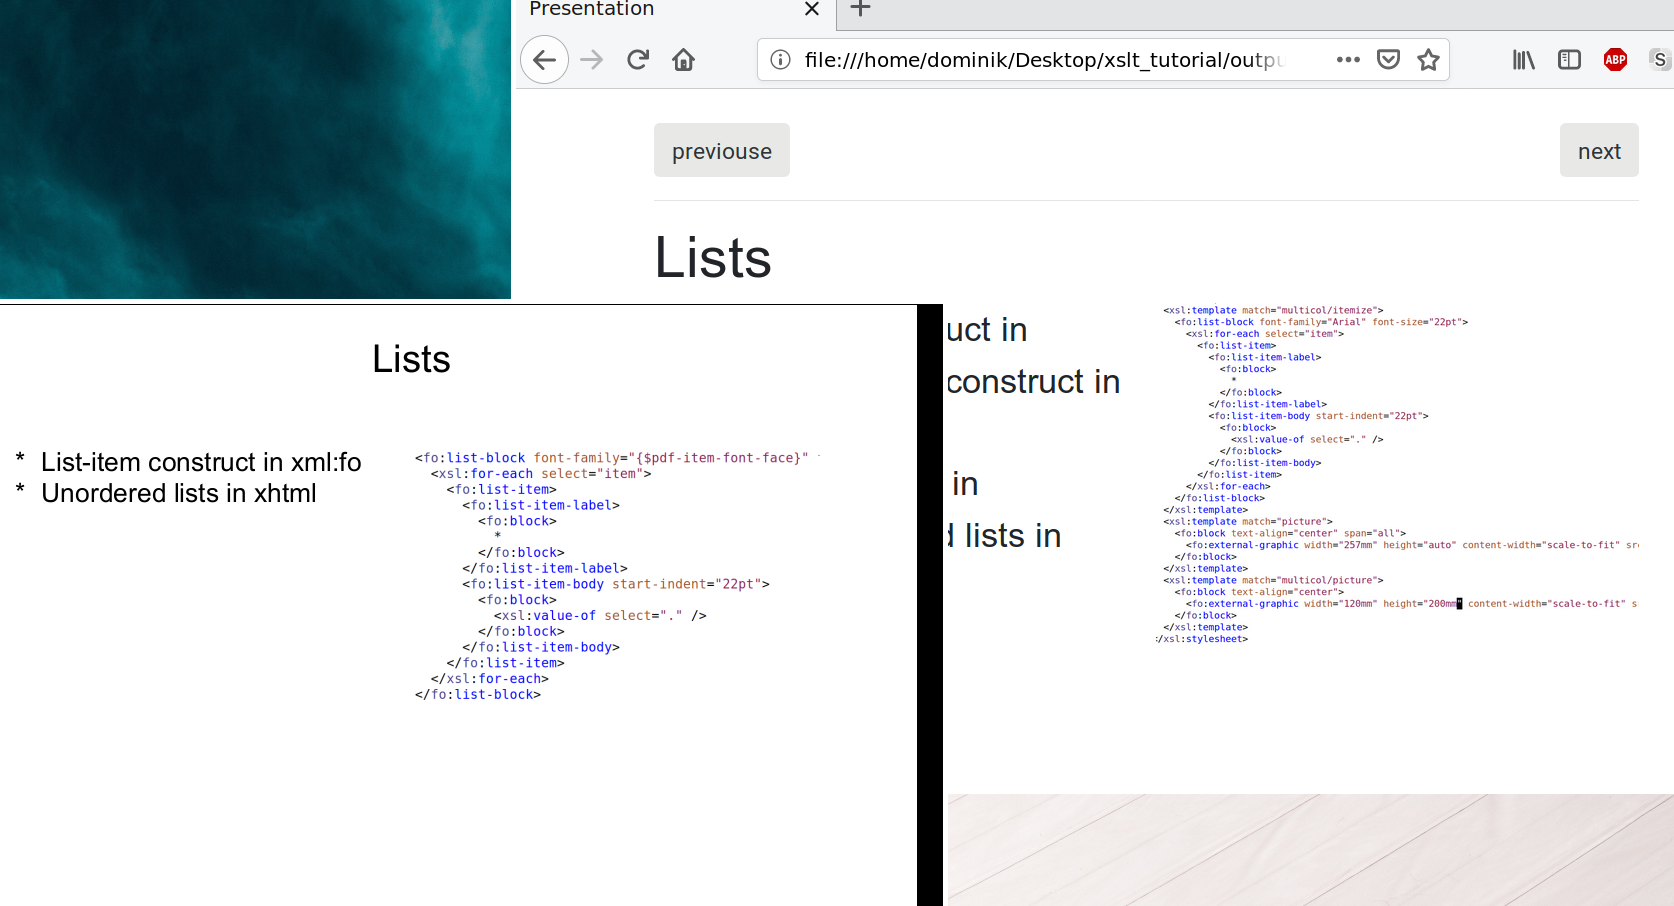 Presentation
file:///home/dominik/Desktop/xslt_tutorial/outpu
ABP
S
previouse
next
Lists
uct in
construct in
in
lists in
<xsl:template match="multicol/itemize">
<fo:list-block font-family="Arial" font-size="22pt">
<xsl:for-each select="item">
<fo:list-item>
<fo:list-item-label>
<fo:block>
*
</fo:block>
</fo:list-item-label>
<fo:list-item-body start-indent="22pt">
<fo:block>
<xsl:value-of select="." />
</fo:block>
</fo:list-item-body>
</fo:list-item>
</xsl:for-each>
</fo:list-block>
</xsl:template>
<xsl:template match="picture">
<fo:block text-align="center" span="all">
<fo:external-graphic width="257mm" height="auto" content-width="scale-to-fit" sr
</fo:block>
</xsl:template>
<xsl:template match="multicol/picture">
<fo:block text-align="center">
<fo:external-graphic width="120mm" height="200mm" content-width="scale-to-fit" s
</fo:block>
</xsl:template>
/xsl:stylesheet>
Lists
* List-item construct in xml:fo
* Unordered lists in xhtml
<fo:list-block font-family="{$pdf-item-font-face}"
<xsl:for-each select="item">
<fo:list-item>
<fo:list-item-label>
<fo:block>
*
</fo:block>
</fo:list-item-label>
<fo:list-item-body start-indent="22pt">
<fo:block>
<xsl:value-of select="." />
</fo:block>
</fo:list-item-body>
</fo:list-item>
</xsl:for-each>
</fo:list-block>